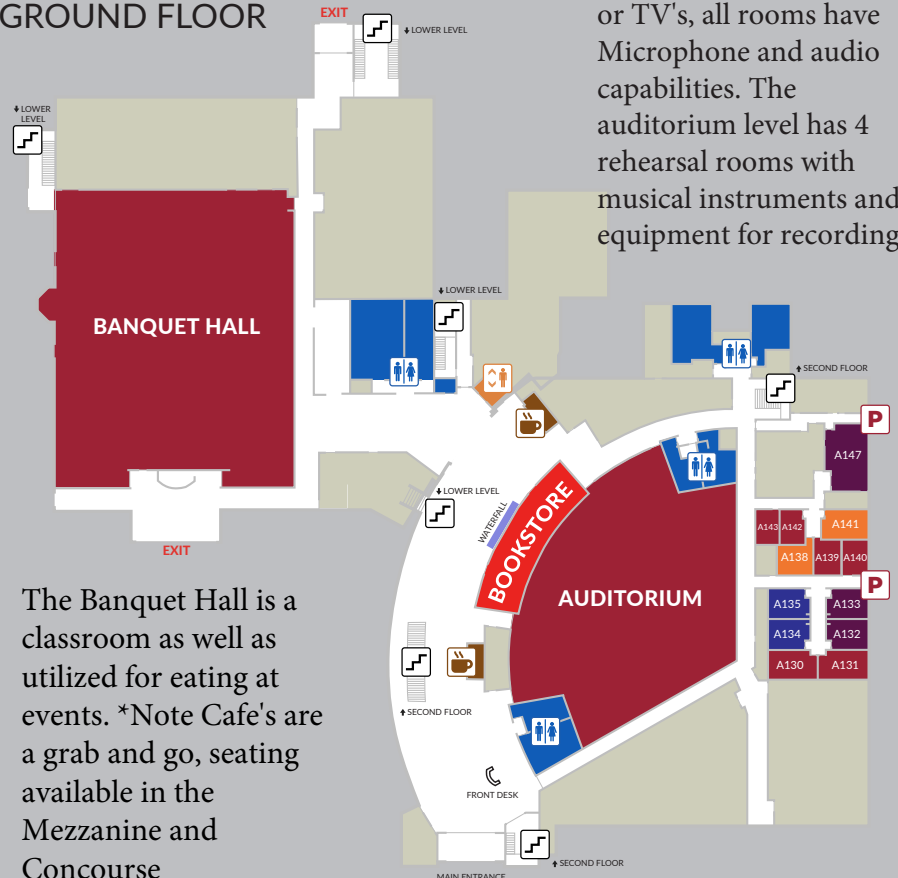 GROUND FLOOR
EXIT
LOWER LEVEL
or TV's, all rooms have
Microphone and audio
capabilities. The
auditorium level has 4
rehearsal rooms with
musical instruments and
equipment for recording
LOWER
LEVEL
BANQUET HALL
LOWER LEVEL
SECOND FLOOR
P
A147
LOWER LEVEL
WATERFALL
BOOKSTORE
A143
A142
A141
A138
A139
A140
EXIT
P
AUDITORIUM
A135
A133
A134
A132
A130
A131
The Banquet Hall is a
classroom as well as
utilized for eating at
events. *Note Cafe's are
a grab and go, seating
available in the
Mezzanine and
Concourse
SECOND FLOOR
FRONT DESK
SECOND FLOOR
MAIN ENTRANCE